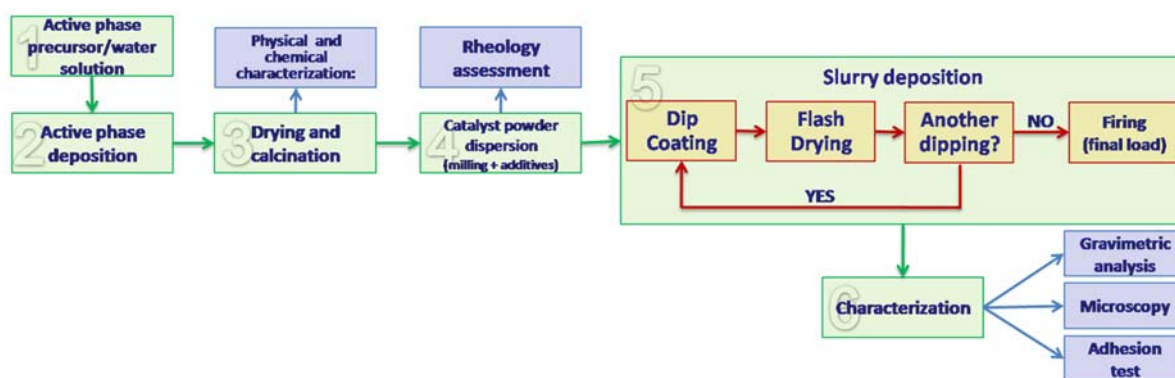 1
Active phase
precursor/water
solution
2
Active phase
deposition
Physical and
chemical
characterization:
3
Drying and
calcination
Rheology
assessment
4
Catalyst powder
dispersion
(milling + additives)
5
Slurry deposition
Dip
Coating
Flash
Drying
Another
dipping?
NO
Firing
(final load)
YES
6
Characterization
Gravimetric
analysis
Microscopy
Adhesion
test